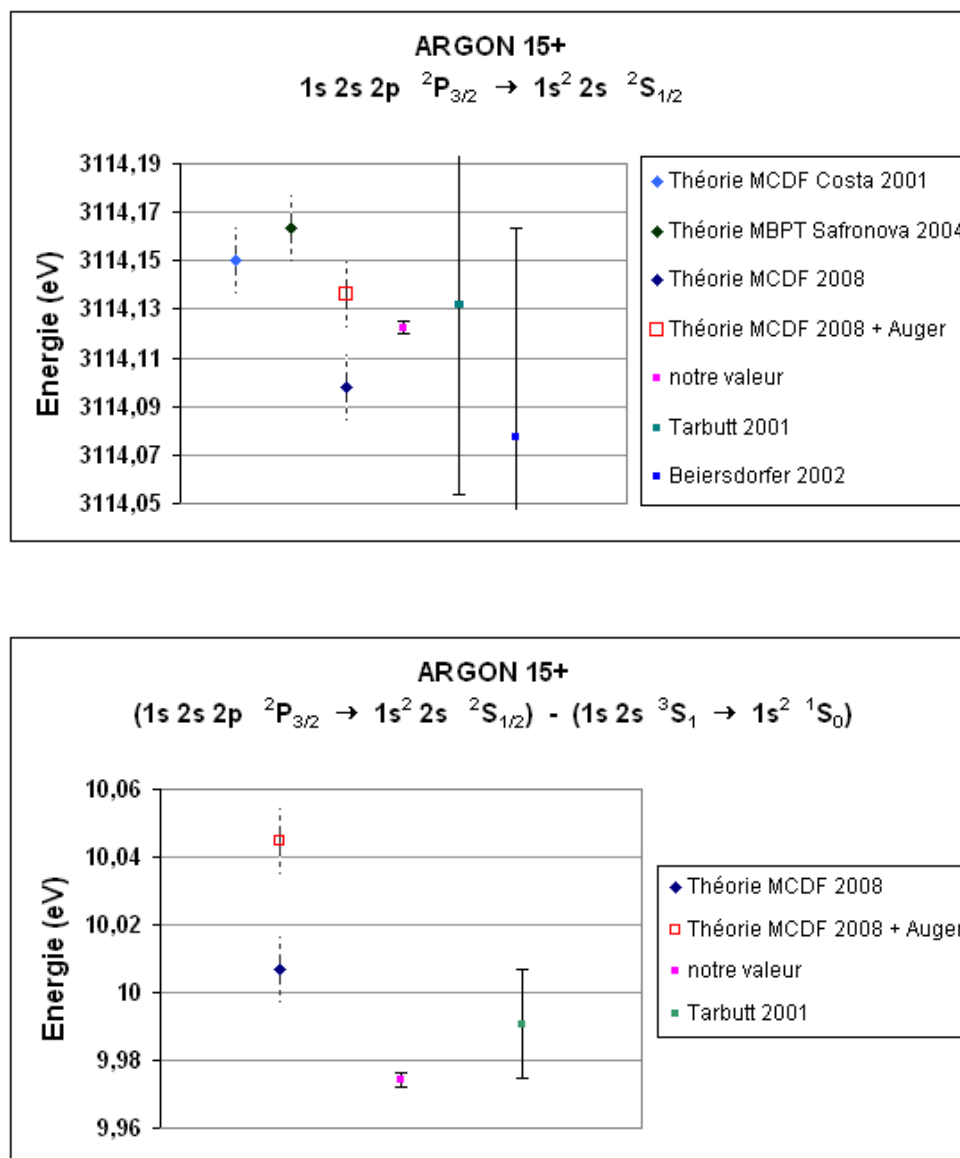 ARGON 15+
1s 2s 2p ²P₃/₂ → 1s² 2s ²S₁/₂
Energie (eV)
3114,19
3114,17
3114,15
3114,13
3114,11
3114,09
3114,07
3114,05
Théorie MCDF Costa 2001
Théorie MBPT Safronova 2004
Théorie MCDF 2008
Théorie MCDF 2008 + Auger
notre valeur
Tarbutt 2001
Beiersdorfer 2002
ARGON 15+
(1s 2s 2p ²P₃/₂ → 1s² 2s ²S₁/₂) - (1s 2s ³S₁ → 1s² ¹S₀)
Energie (eV)
10,06
10,04
10,02
10
9,98
9,96
Théorie MCDF 2008
Théorie MCDF 2008 + Auger
notre valeur
Tarbutt 2001